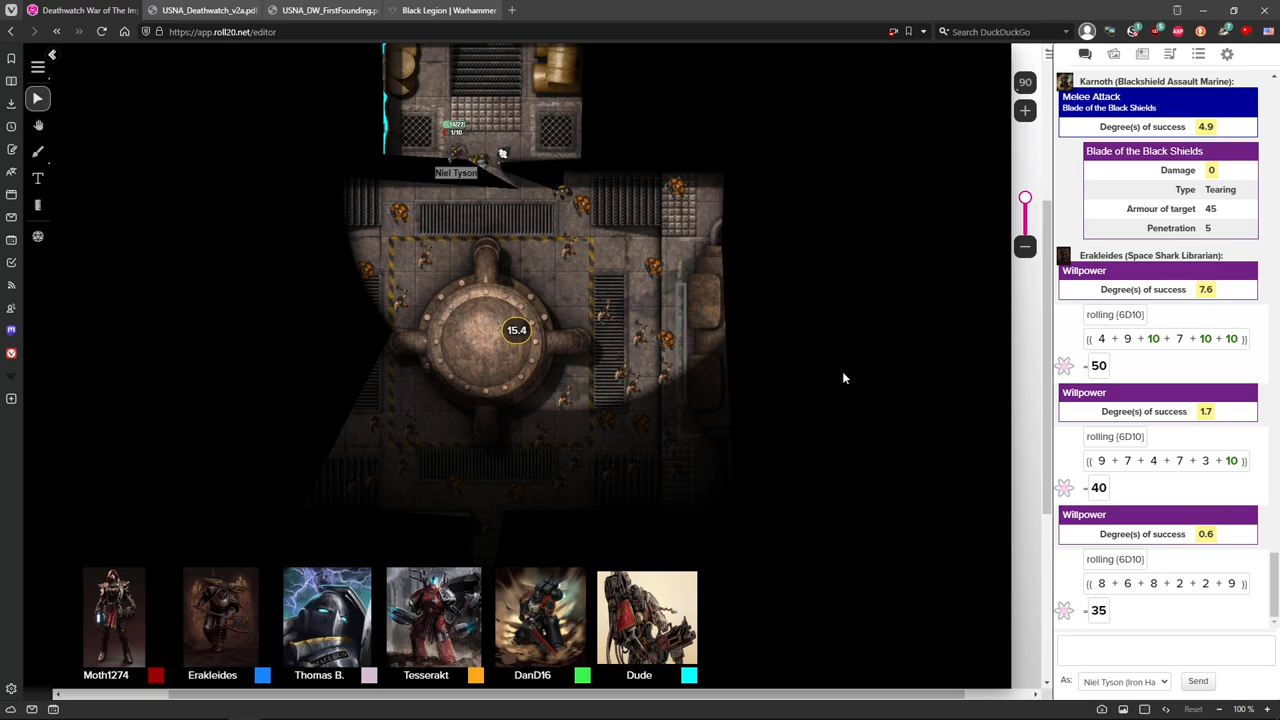 Deathwatch War of The Imp
USNA_Deathwatch_v2a.pdf
USNA_DW_FirstFounding.p
Black Legion | Warhammer
https://app.roll20.net/editor
Search DuckDuckGo
Karnoth (Blackshield Assault Marine):
Melee Attack
Blade of the Black Shields
Degree(s) of success 4.9
Blade of the Black Shields
Damage 0
Type Tearing
Armour of target 45
Penetration 5
Erakleides (Space Shark Librarian):
Willpower
Degree(s) of success 7.6
rolling {6D10}
{( 4 + 9 + 10 + 7 + 10 + 10 )}
= 50
Willpower
Degree(s) of success 1.7
rolling {6D10}
{( 9 + 7 + 4 + 7 + 3 + 10 )}
= 40
Willpower
Degree(s) of success 0.6
rolling {6D10}
{( 8 + 6 + 8 + 2 + 2 + 9 )}
= 35
As: Niel Tyson (Iron Ha
Send
90
1/10
Niel Tyson
15.4
Moth1274
Erakleides
Thomas B.
Tesserakt
DanD16
Dude
Reset
100 %